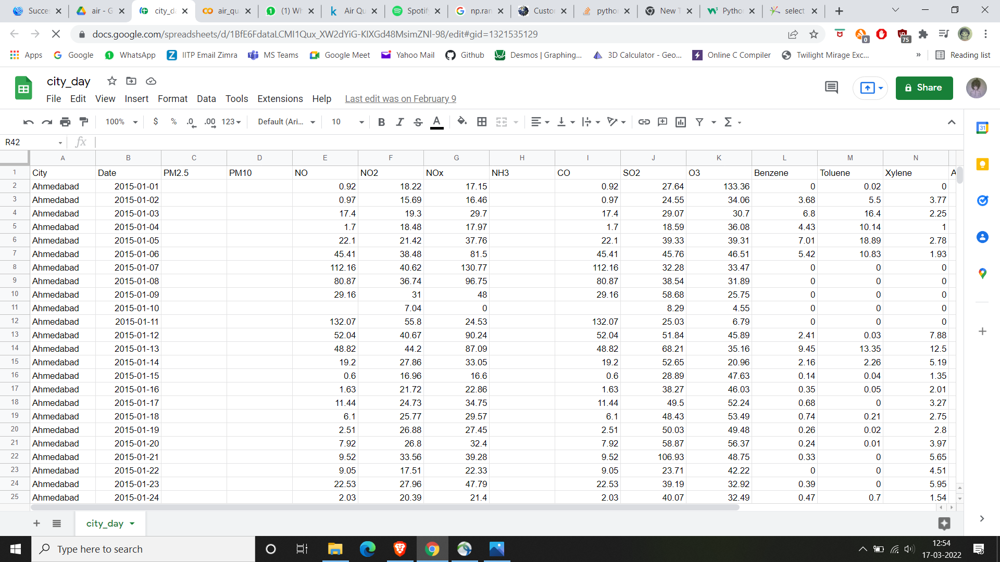 Succes air - G city_da air_qu (1) Wh Air Qu Spotif np.ran Custo pytho New T Pytho select
docs.google.com/spreadsheets/d/1BfE6FdataLCMI1Qux_XW2dYiG-KIXGd48MsimZNl-98/edit#gid=1321535129 0 75
Apps Google WhatsApp IITP Email Zimra MS Teams Google Meet Yahoo Mail Github Desmos | Graphing... 3D Calculator - Geo... Online C Compiler Twilight Mirage Exc... » Reading list
city_day
File Edit View Insert Format Data Tools Extensions Help Last edit was on February 9 Share
100% $ % .0 .00 123 Default (Ari... 10 B I S A Σ 31
R42 fx
A B C D E F G H I J K L M N
1 City Date PM2.5 PM10 NO NO2 NOx NH3 CO SO2 O3 Benzene Toluene Xylene A
2 Ahmedabad 2015-01-01 0.92 18.22 17.15 0.92 27.64 133.36 0 0.02 0
3 Ahmedabad 2015-01-02 0.97 15.69 16.46 0.97 24.55 34.06 3.68 5.5 3.77
4 Ahmedabad 2015-01-03 17.4 19.3 29.7 17.4 29.07 30.7 6.8 16.4 2.25
5 Ahmedabad 2015-01-04 1.7 18.48 17.97 1.7 18.59 36.08 4.43 10.14 1
6 Ahmedabad 2015-01-05 22.1 21.42 37.76 22.1 39.33 39.31 7.01 18.89 2.78
7 Ahmedabad 2015-01-06 45.41 38.48 81.5 45.41 45.76 46.51 5.42 10.83 1.93
8 Ahmedabad 2015-01-07 112.16 40.62 130.77 112.16 32.28 33.47 0 0 0
9 Ahmedabad 2015-01-08 80.87 36.74 96.75 80.87 38.54 31.89 0 0 0
10 Ahmedabad 2015-01-09 29.16 31 48 29.16 58.68 25.75 0 0 0
11 Ahmedabad 2015-01-10 7.04 0 8.29 4.55 0 0 0
12 Ahmedabad 2015-01-11 132.07 55.8 24.53 132.07 25.03 6.79 0 0 0
13 Ahmedabad 2015-01-12 52.04 40.67 90.24 52.04 51.84 45.89 2.41 0.03 7.88
14 Ahmedabad 2015-01-13 48.82 44.2 87.09 48.82 68.21 35.16 9.45 13.35 12.5
15 Ahmedabad 2015-01-14 19.2 27.86 33.05 19.2 52.65 20.96 2.16 2.26 5.19
16 Ahmedabad 2015-01-15 0.6 16.96 16.6 0.6 28.89 47.63 0.14 0.04 1.35
17 Ahmedabad 2015-01-16 1.63 21.72 22.86 1.63 38.27 46.03 0.35 0.05 2.01
18 Ahmedabad 2015-01-17 11.44 24.73 34.75 11.44 49.5 52.24 0.68 0 3.27
19 Ahmedabad 2015-01-18 6.1 25.77 29.57 6.1 48.43 53.49 0.74 0.21 2.75
20 Ahmedabad 2015-01-19 2.51 26.88 27.45 2.51 50.03 49.48 0.26 0.02 2.8
21 Ahmedabad 2015-01-20 7.92 26.8 32.4 7.92 58.87 56.37 0.24 0.01 3.97
22 Ahmedabad 2015-01-21 9.52 33.56 39.28 9.52 106.93 48.75 0.33 0 5.65
23 Ahmedabad 2015-01-22 9.05 17.51 22.33 9.05 23.71 42.22 0 0 4.51
24 Ahmedabad 2015-01-23 22.53 27.96 47.79 22.53 39.19 32.92 0.39 0 5.95
25 Ahmedabad 2015-01-24 2.03 20.39 21.4 2.03 40.07 32.49 0.47 0.7 1.54
city_day
Type here to search 12:54
17-03-2022